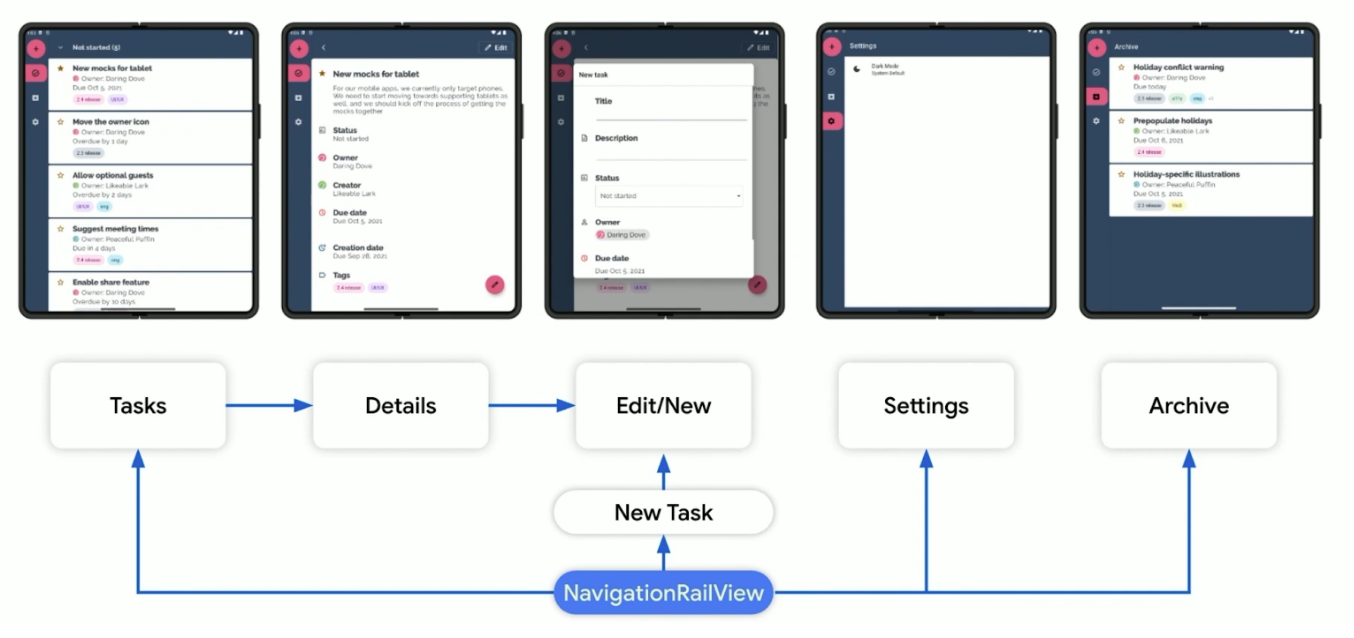 Not started (5)
New mocks for tablet
Owner: Daring Dove
Due Oct 5, 2021
2.4 release UI/UX
Move the owner icon
Owner: Daring Dove
Overdue by 1 day
2.3 release
Allow optional guests
Owner: Likeable Lark
Overdue by 2 days
UI/UX eng
Suggest meeting times
Owner: Peaceful Puffin
Due in 4 days
2.4 release eng
Enable share feature
Owner: Daring Dove
Overdue by 10 days
Edit
New mocks for tablet
For our mobile apps, we currently only target phones.
We need to start moving towards supporting tablets as
well, and we should kick off the process of getting the
mocks together
Status
Not started
Owner
Daring Dove
Creator
Likeable Lark
Due date
Due Oct 5, 2021
Creation date
Due Sep 28, 2021
Tags
2.4 release UI/UX
Edit
New task
Title
Description
Status
Not started
Owner
Daring Dove
Due date
Due Oct 5, 2021
2.4 release UI/UX
Settings
Dark Mode
System Default
Archive
Holiday conflict warning
Owner: Daring Dove
Due today
2.3 release a11y eng +1
Prepopulate holidays
Owner: Likeable Lark
Due Oct 6, 2021
2.4 release
Holiday-specific illustrations
Owner: Peaceful Puffin
Due Oct 5, 2021
2.3 release
Tasks
Details
Edit/New
Settings
Archive
New Task
NavigationRailView